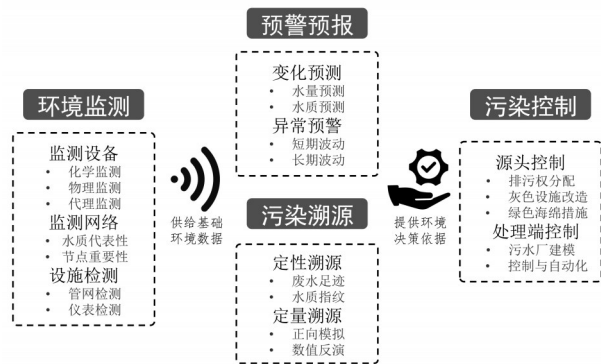 环境监测
监测设备
• 化学监测
• 物理监测
• 代理监测
监测网络
• 水质代表性
• 节点重要性
设施检测
• 管网检测
• 仪表检测
供给基础
环境数据
预警预报
变化预测
• 水量预测
• 水质预测
异常预警
• 短期波动
• 长期波动
污染溯源
定性溯源
• 废水足迹
• 水质指纹
定量溯源
• 正向模拟
• 数值反演
提供环境
决策依据
污染控制
源头控制
• 排污权分配
• 灰色设施改造
• 绿色海绵措施
处理端控制
• 污水厂建模
• 控制与自动化